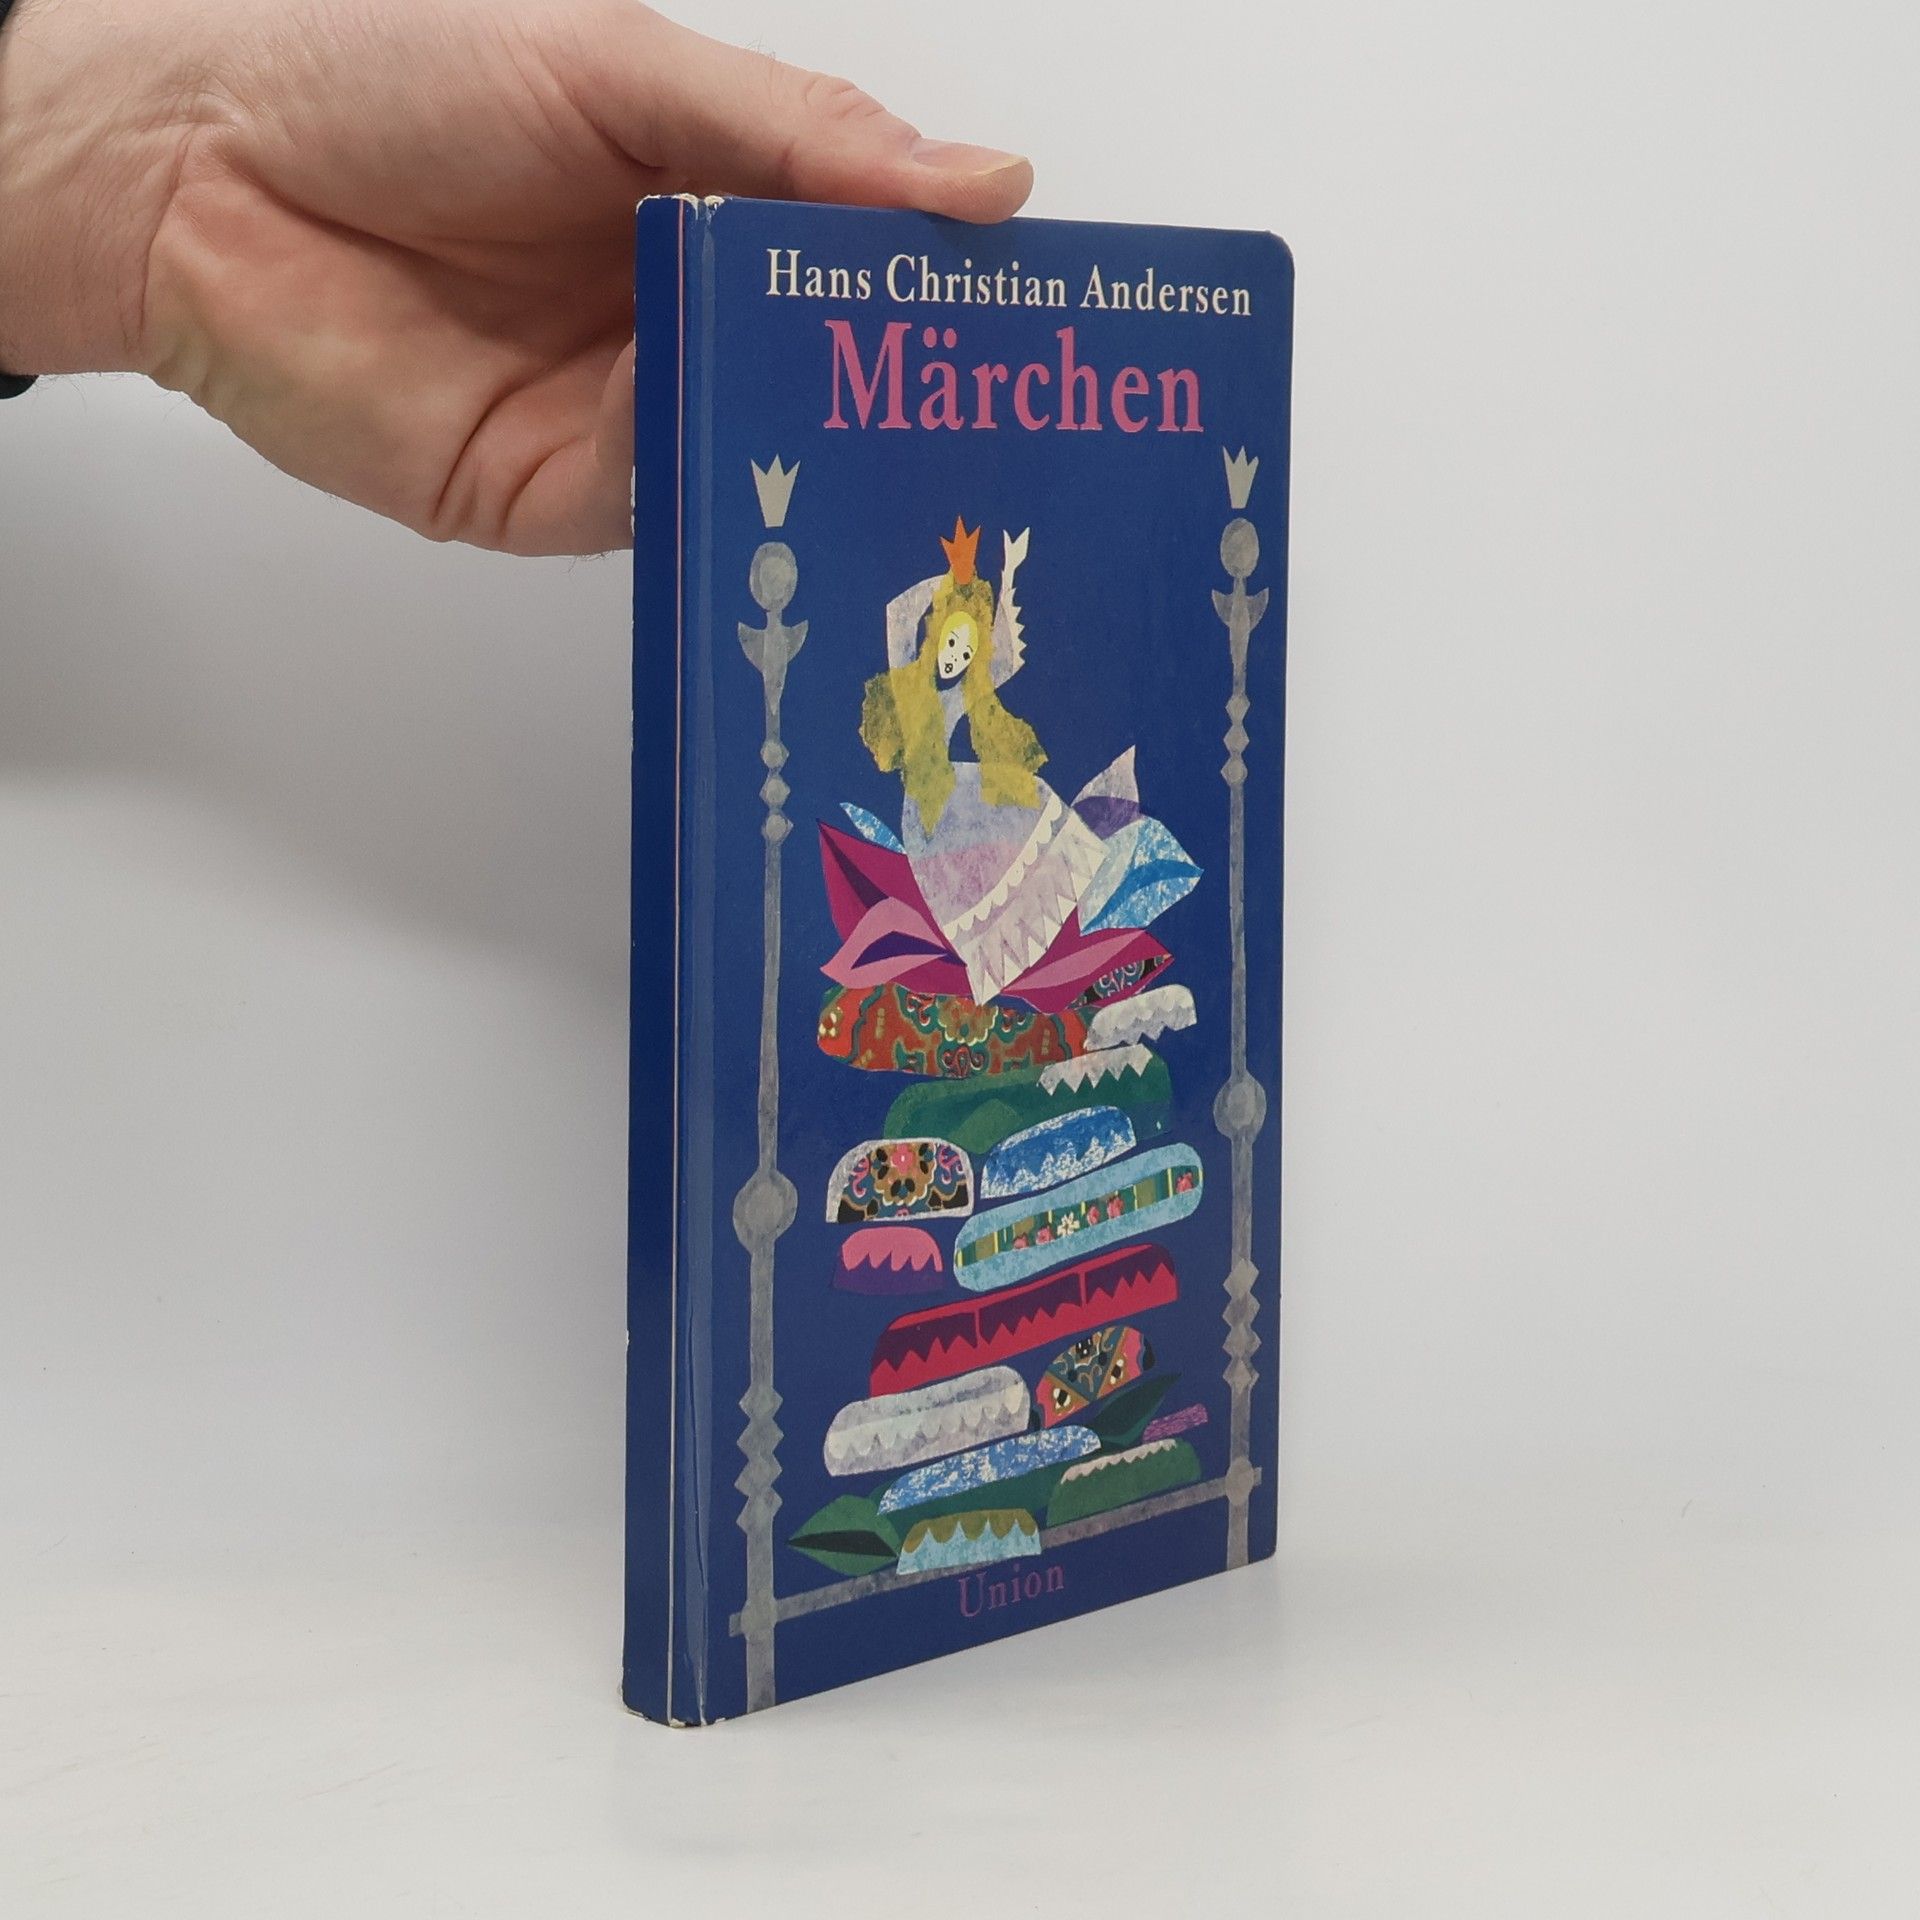 Hans Christian Andersen
Märchen
Union